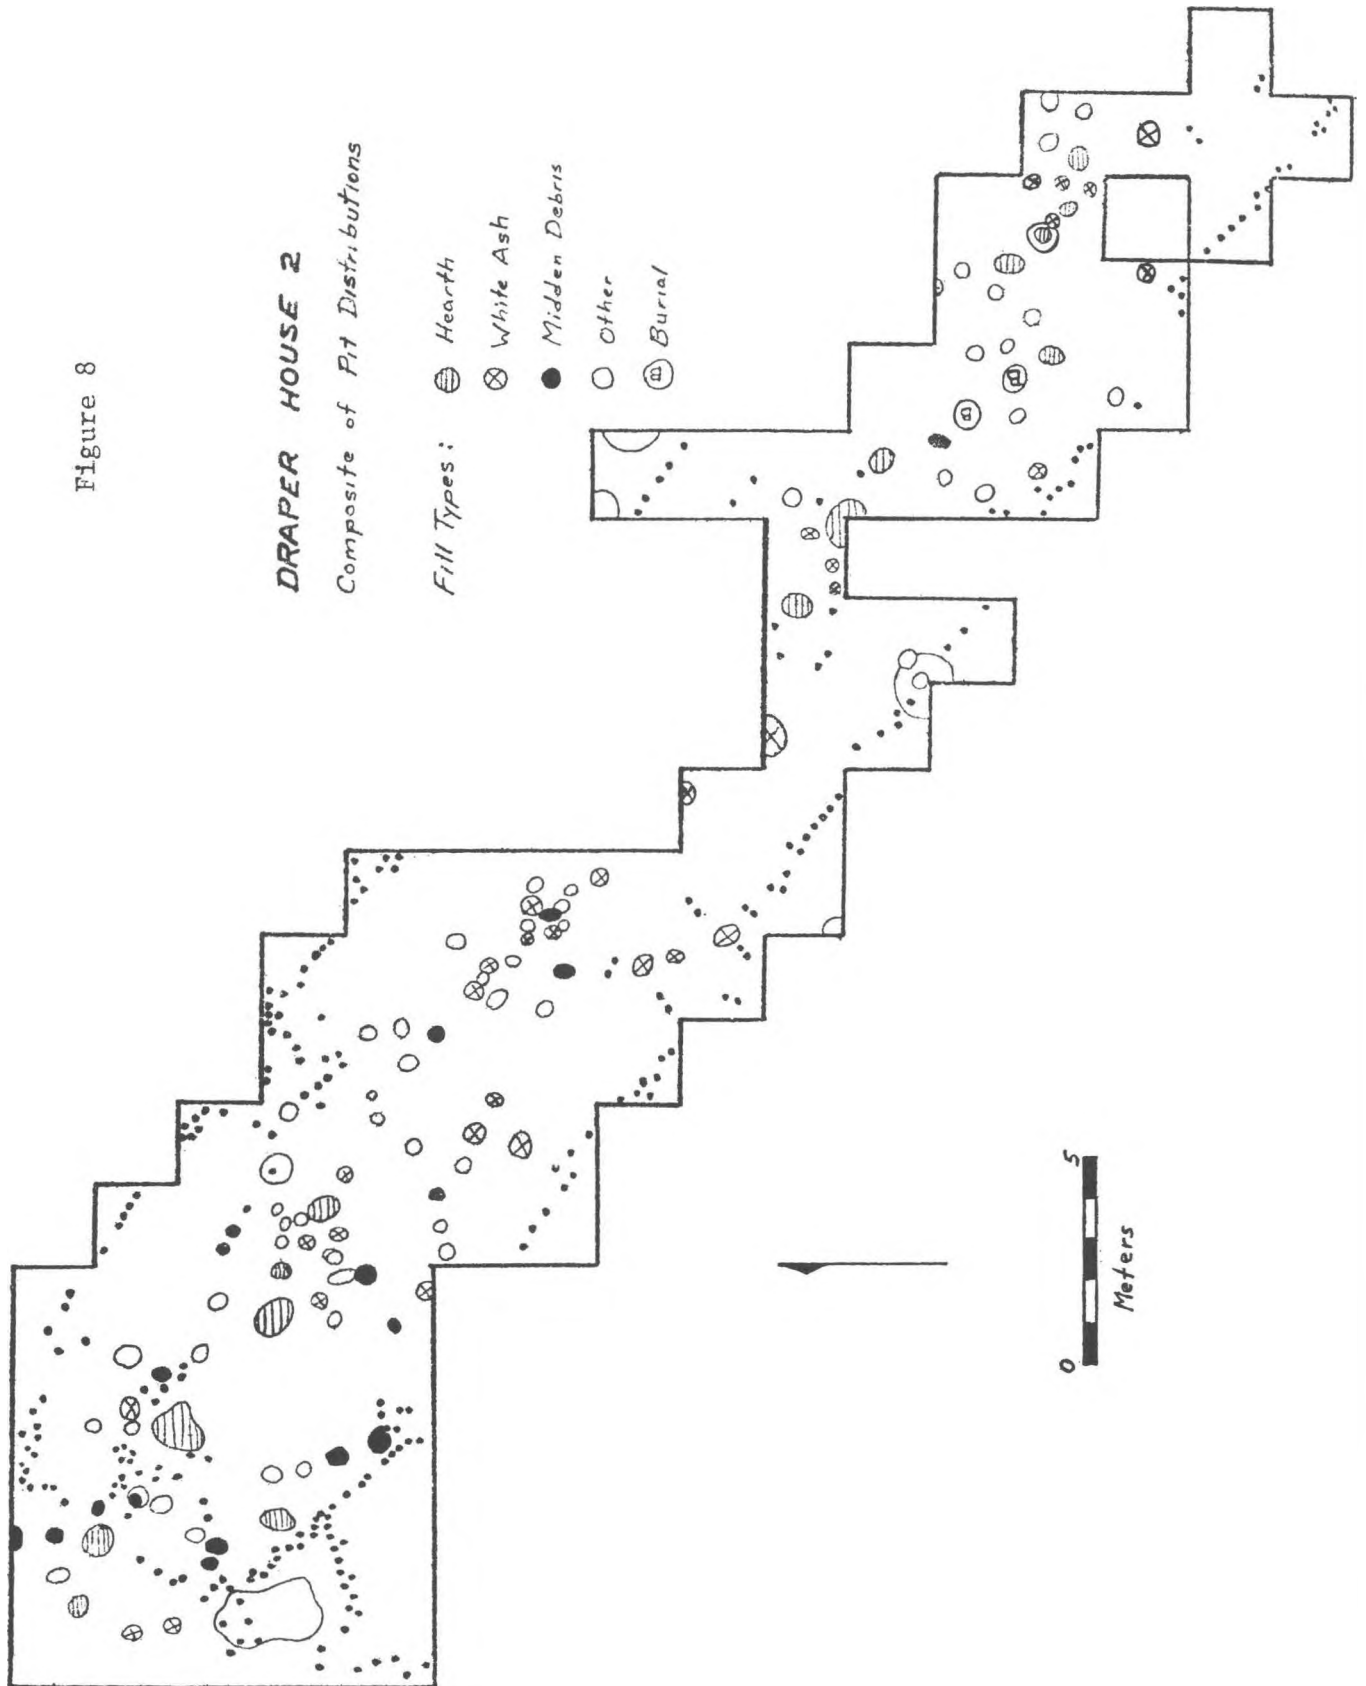 Figure 8
DRAPER HOUSE 2
Composite of Pit Distributions
Fill Types:
Hearth
White Ash
Midden Debris
Other
B Burial
B
B
0 5
Meters